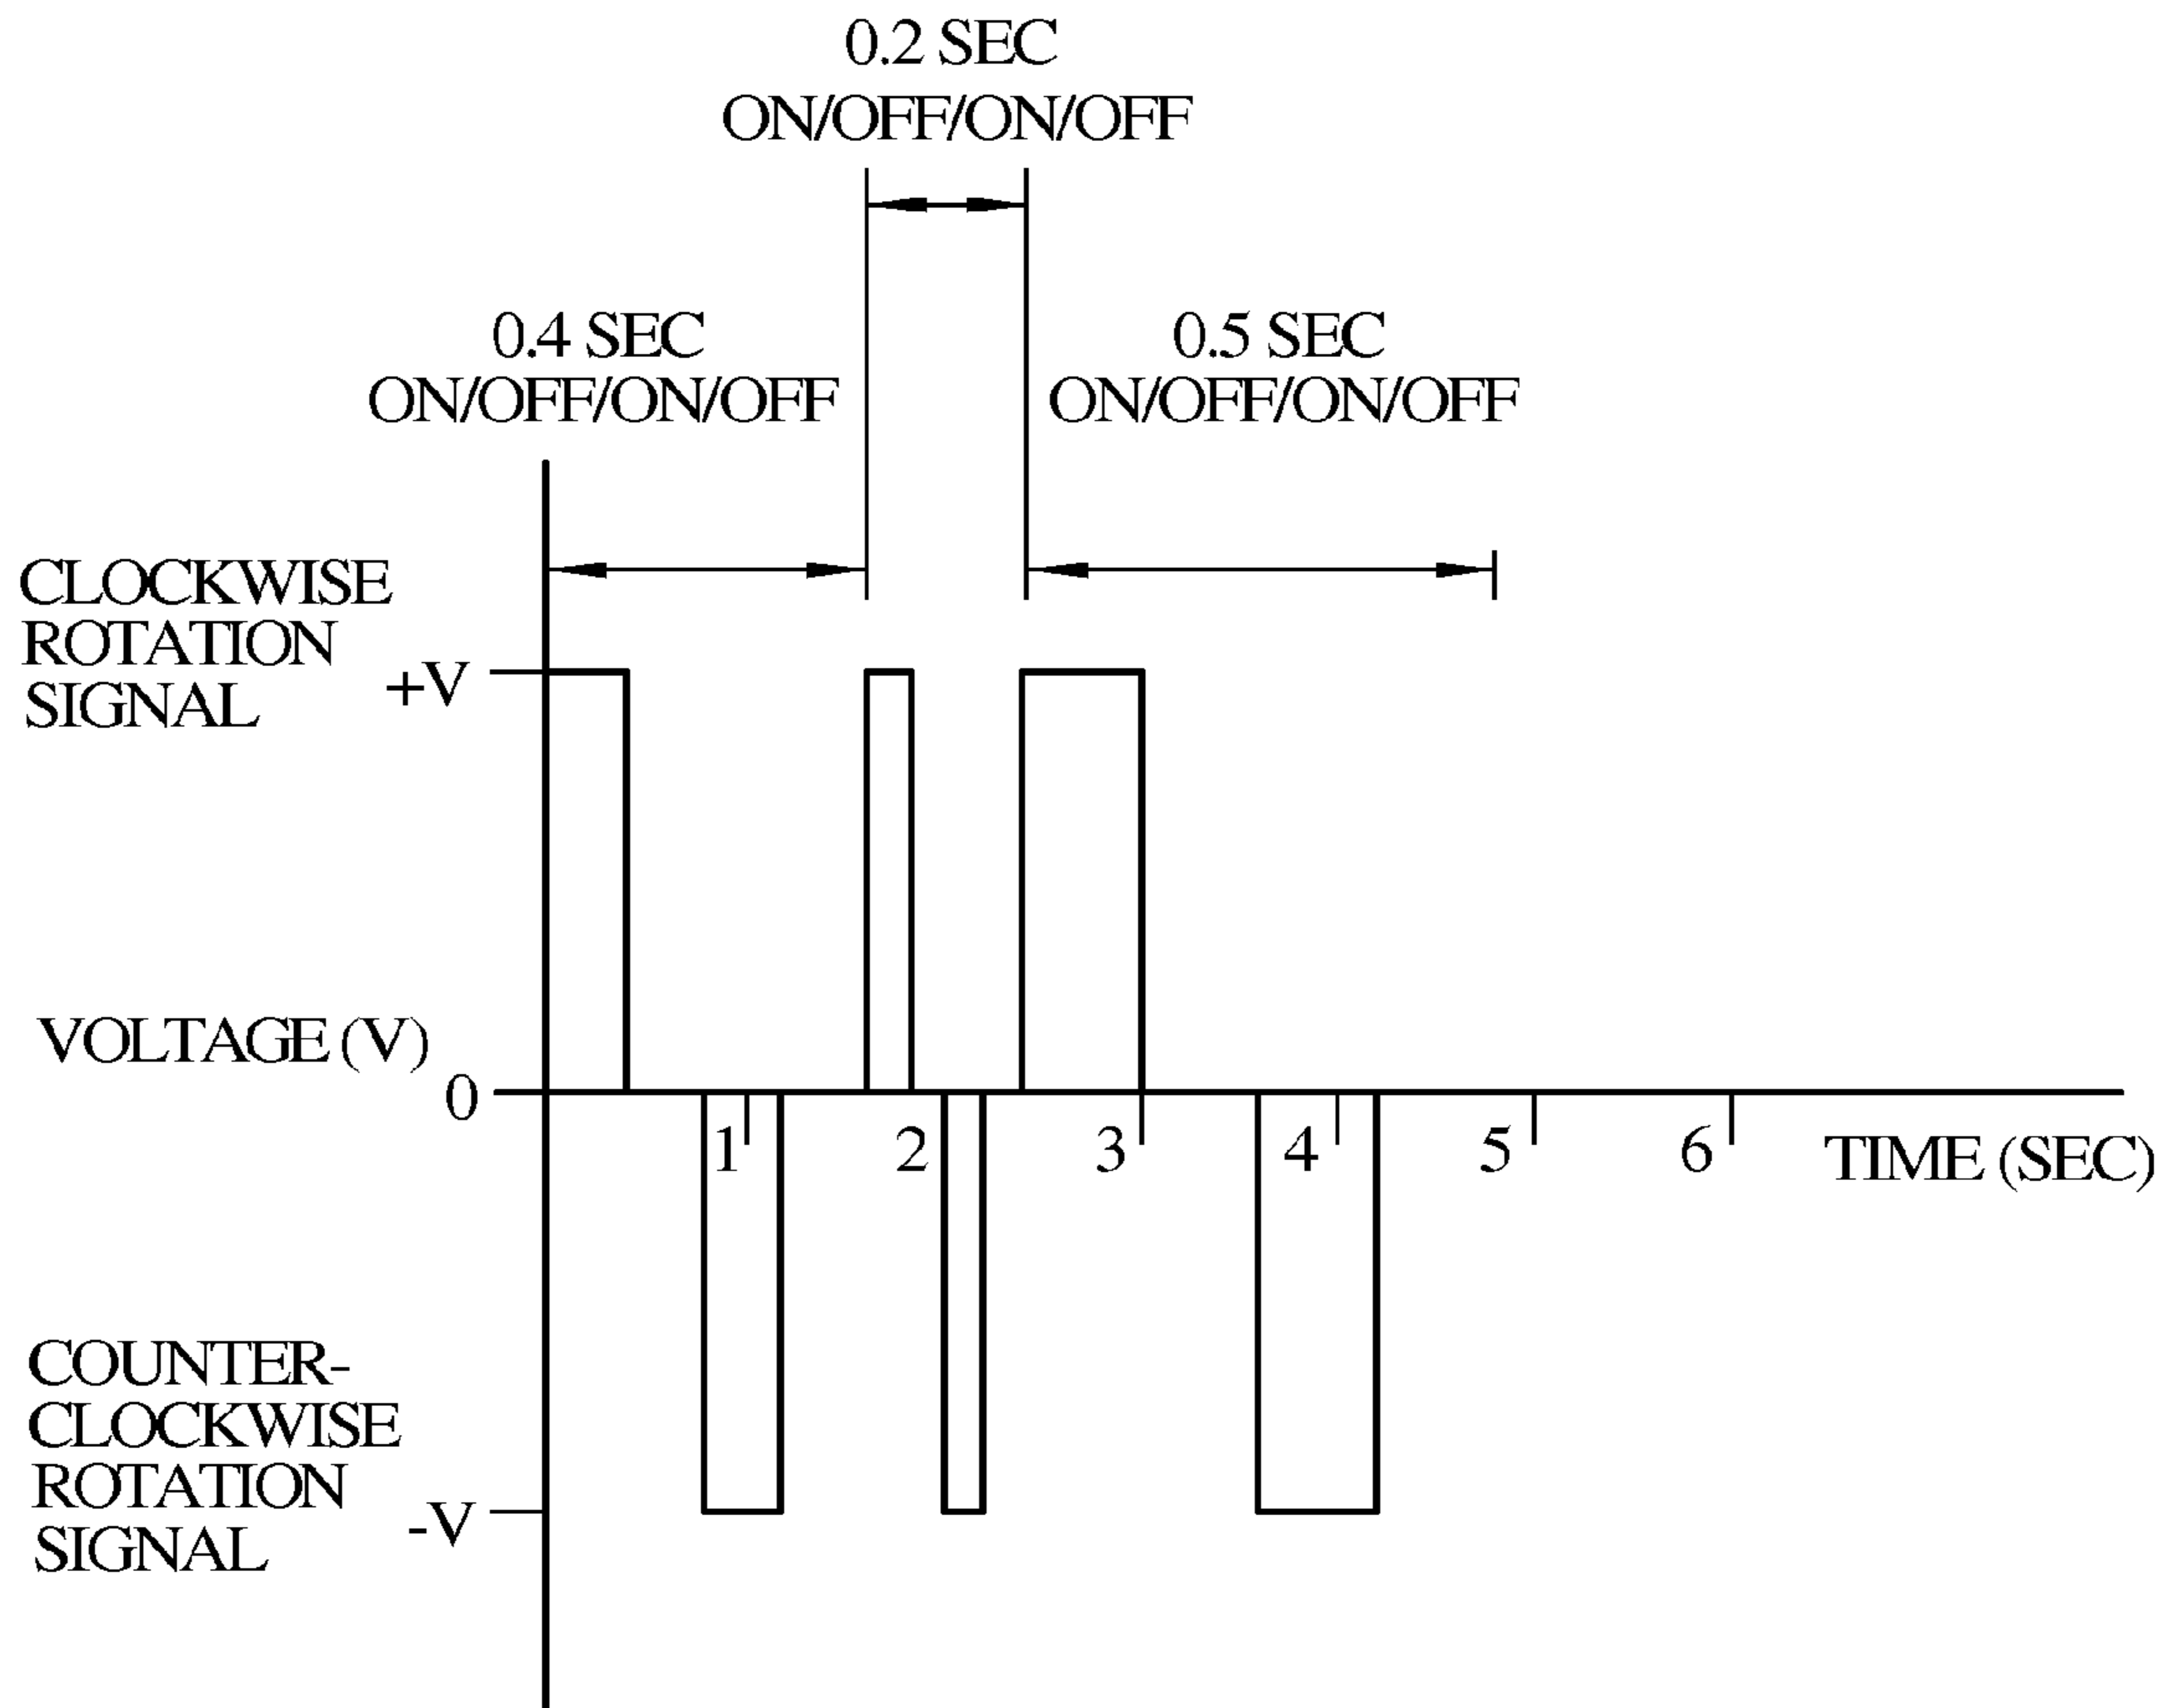 0.2 SEC
ON/OFF/ON/OFF
0.4 SEC
ON/OFF/ON/OFF
0.5 SEC
ON/OFF/ON/OFF
CLOCKWISE
ROTATION
SIGNAL
+V
VOLTAGE (V)
0
1 2 3 4 5 6 TIME (SEC)
COUNTER-
CLOCKWISE
ROTATION
SIGNAL
-V